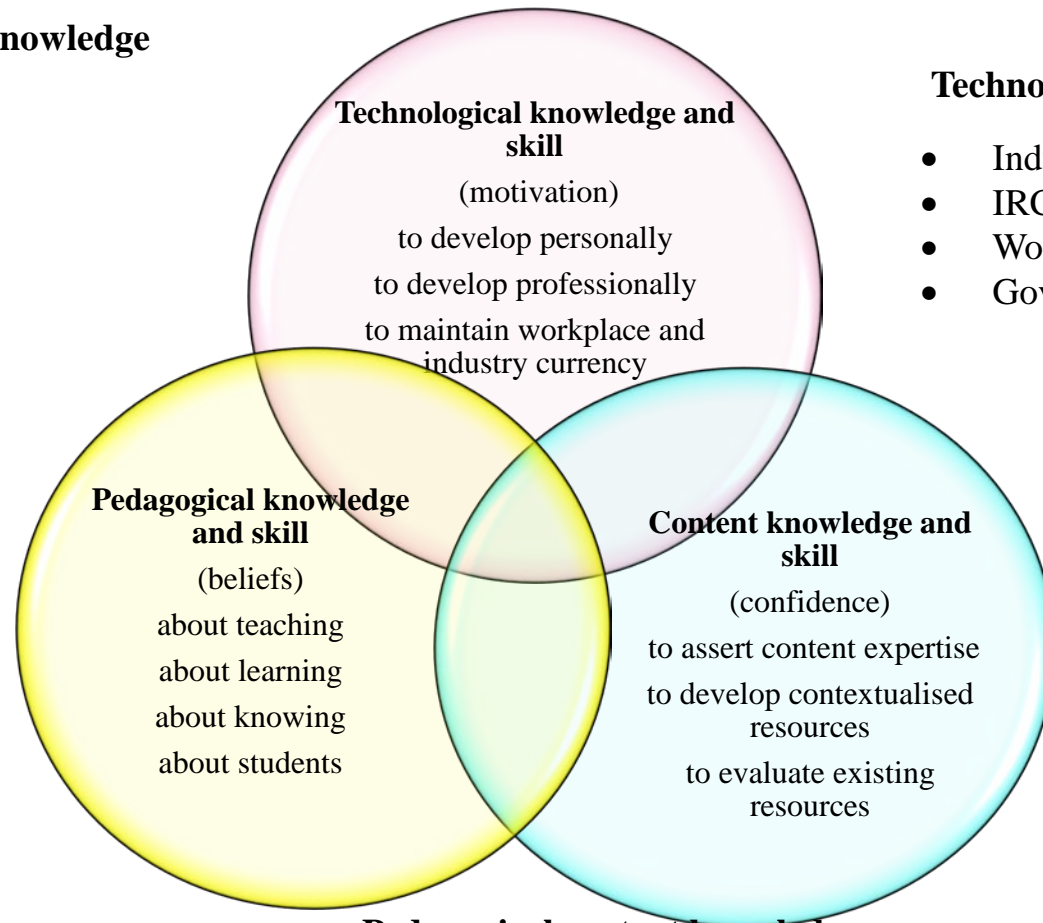 nowledge
Technological knowledge and
skill
(motivation)
to develop personally
to develop professionally
to maintain workplace and
industry currency
Techno
• Ind
• IRC
• Wo
• Gov
Pedagogical knowledge
and skill
(beliefs)
about teaching
about learning
about knowing
about students
Content knowledge and
skill
(confidence)
to assert content expertise
to develop contextualised
resources
to evaluate existing
resources